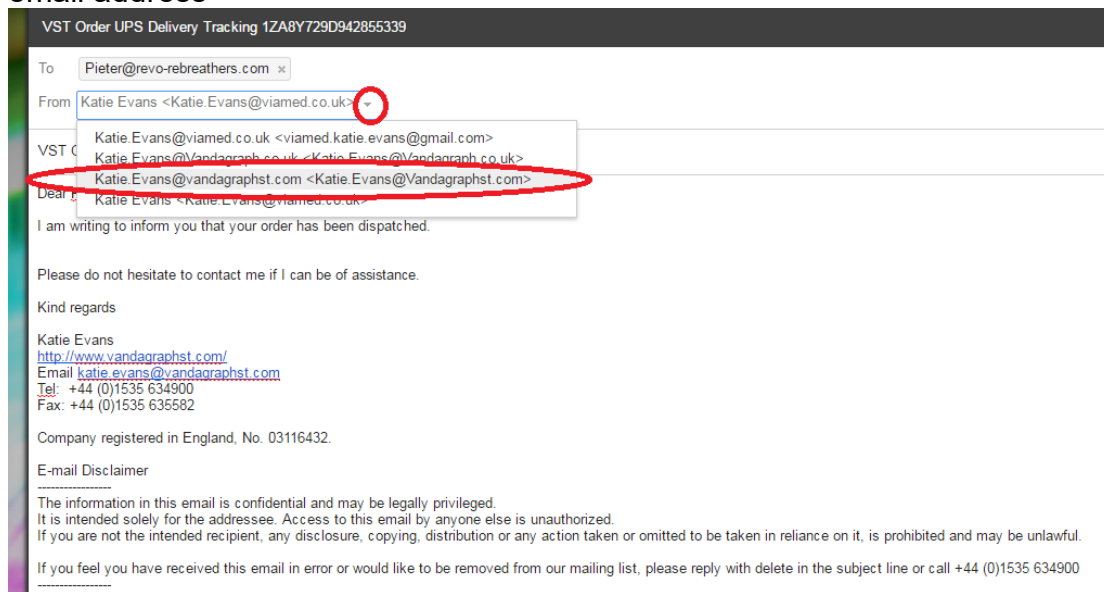 VST Order UPS Delivery Tracking 1ZA8Y729D942855339
To Pieter@revo-rebreathers.com ×
From Katie Evans <Katie.Evans@viamed.co.uk>
Katie.Evans@viamed.co.uk <viamed.katie.evans@gmail.com>
VST
Katie.Evans@Vandagraph.co.uk <Katie.Evans@Vandagraph.co.uk>
Katie.Evans@vandagraphst.com <Katie.Evans@Vandagraphst.com>
Dear
Katie Evans <Katie.Evans@viamed.co.uk>
I am writing to inform you that your order has been dispatched.
Please do not hesitate to contact me if I can be of assistance.
Kind regards
Katie Evans
http://www.vandagraphst.com/
Email katie.evans@vandagraphst.com
Tel: +44 (0)1535 634900
Fax: +44 (0)1535 635582
Company registered in England, No. 03116432.
E-mail Disclaimer
-----------------
The information in this email is confidential and may be legally privileged.
It is intended solely for the addressee. Access to this email by anyone else is unauthorized.
If you are not the intended recipient, any disclosure, copying, distribution or any action taken or omitted to be taken in reliance on it, is prohibited and may be unlawful.
If you feel you have received this email in error or would like to be removed from our mailing list, please reply with delete in the subject line or call +44 (0)1535 634900
-----------------